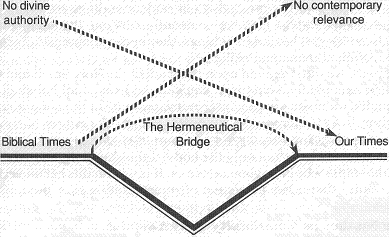 No divine
authority
No contemporary
relevance
The Hermeneutical
Bridge
Biblical Times
Our Times